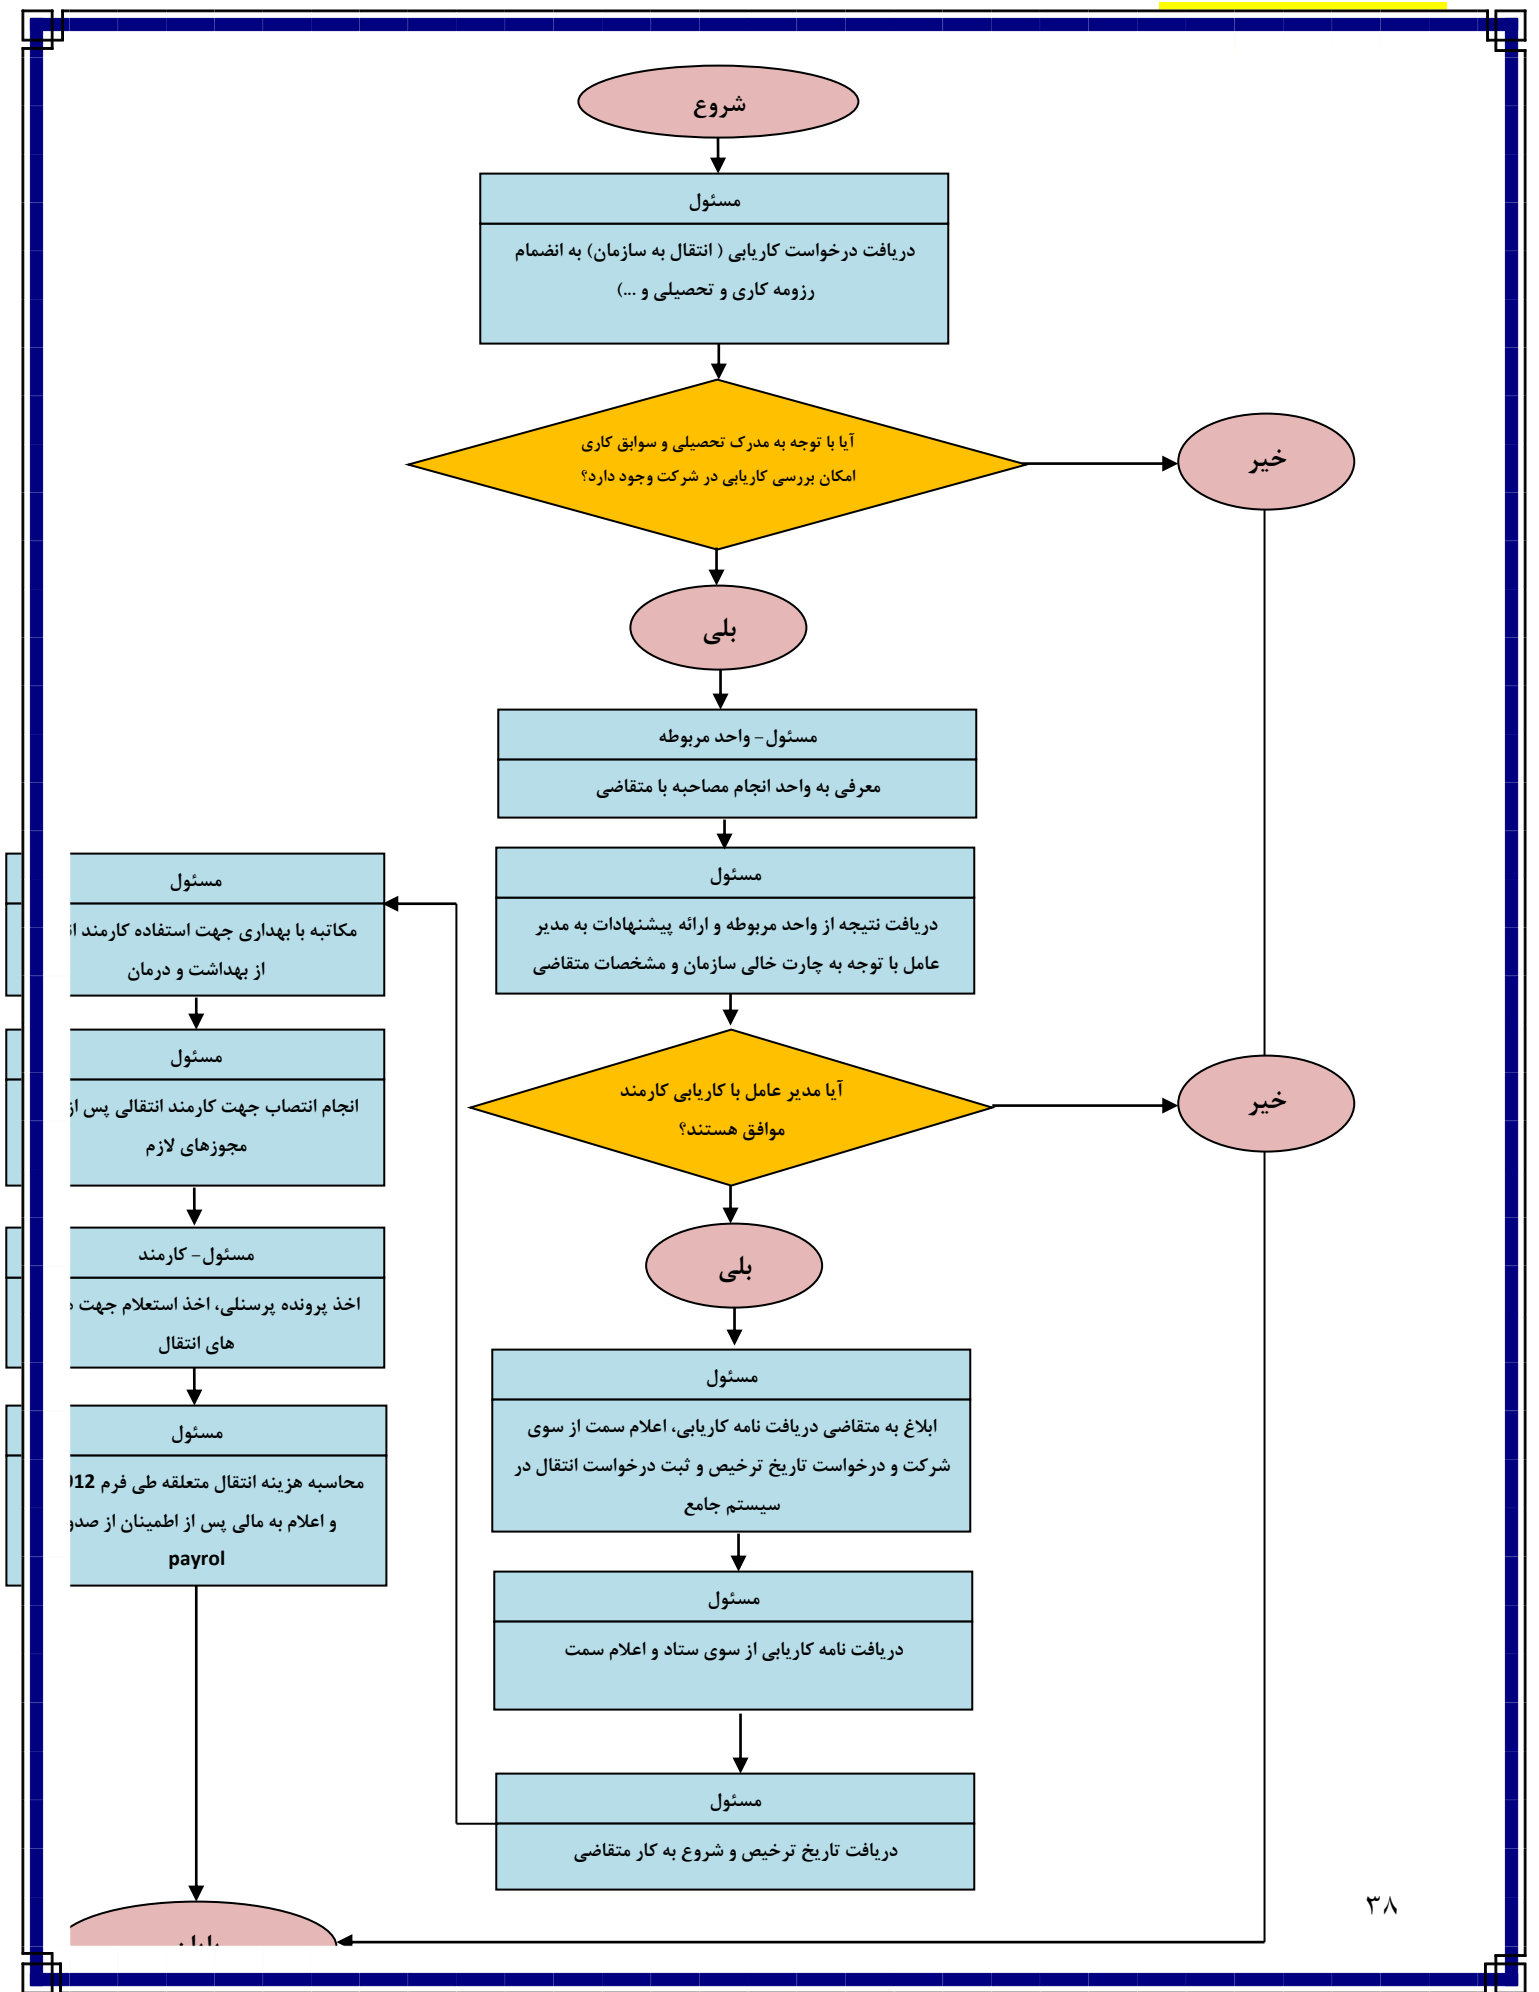 شروع
مسئول
دریافت درخواست کاریابی ( انتقال به سازمان) به انضمام
رزومه کاری و تحصیلی و ...)
آیا با توجه به مدرک تحصیلی و سوابق کاری
امکان بررسی کاریابی در شرکت وجود دارد؟
خیر
بلی
مسئول- واحد مربوطه
معرفی به واحد انجام مصاحبه با متقاضی
مسئول
دریافت نتیجه از واحد مربوطه و ارائه پیشنهادات به مدیر
عامل با توجه به چارت خالی سازمان و مشخصات متقاضی
آیا مدیر عامل با کاریابی کارمند
موافق هستند؟
خیر
بلی
مسئول
ابلاغ به متقاضی دریافت نامه کاریابی، اعلام سمت از سوی
شرکت و درخواست تاریخ ترخیص و ثبت درخواست انتقال در
سیستم جامع
مسئول
دریافت نامه کاریابی از سوی ستاد و اعلام سمت
مسئول
دریافت تاریخ ترخیص و شروع به کار متقاضی
مسئول
مکاتبه با بهداری جهت استفاده کارمند
از بهداشت و درمان
مسئول
انجام انتصاب جهت کارمند انتقالی پس از
مجوزهای لازم
مسئول- کارمند
اخذ پرونده پرسنلی، اخذ استعلام جهت
های انتقال
مسئول
محاسبه هزینه انتقال متعلقه طی فرم
و اعلام به مالی پس از اطمینان از
payrol
۳۸